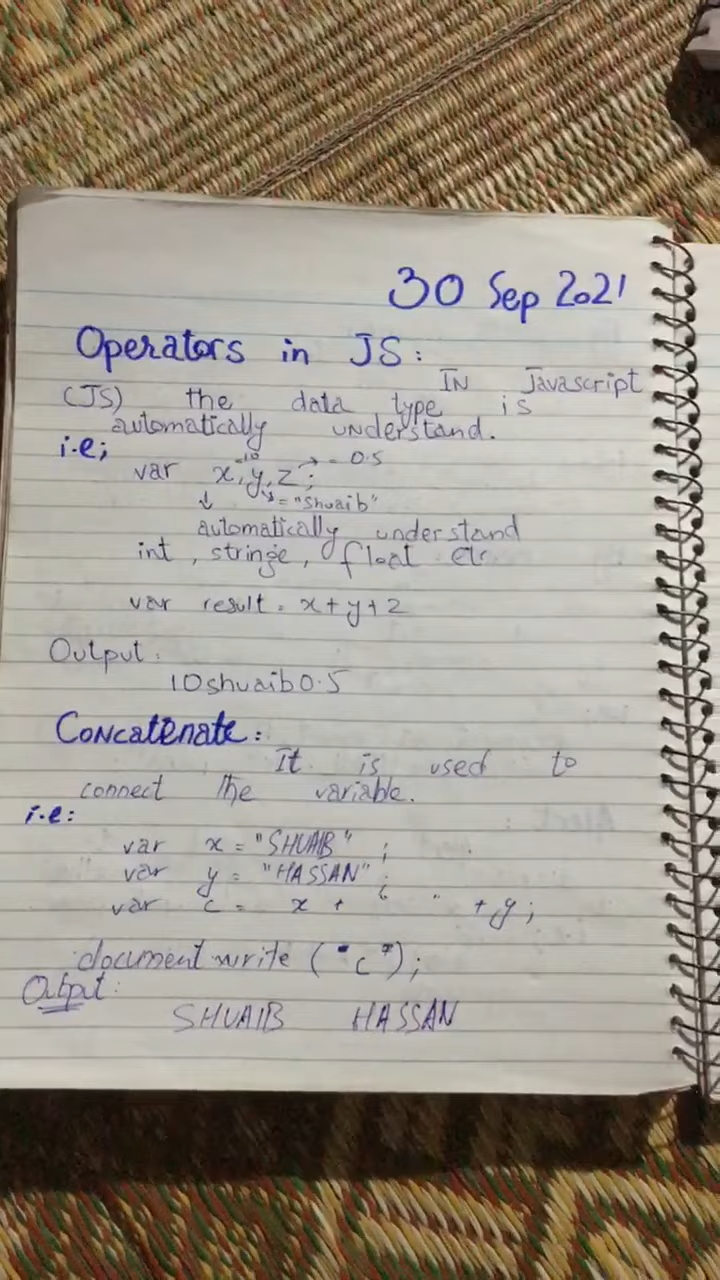 30 Sep 2021
Operators in JS:
IN Javascript
(JS) the data type is
automatically understand.
i.e;
=10 → = 0.5
var x,y,z;
↓ ↘="Shuaib"
automatically understand
int, stringe, float etc
var result = x+y+z
Output:
10shuaib0.5
Concatenate:
It is used to
connect the variable.
i.e:
var x = "SHUAIB" ;
var y = "HASSAN" ;
var c = x + " " + y;
document write ("c");
Output:
SHUAIB HASSAN